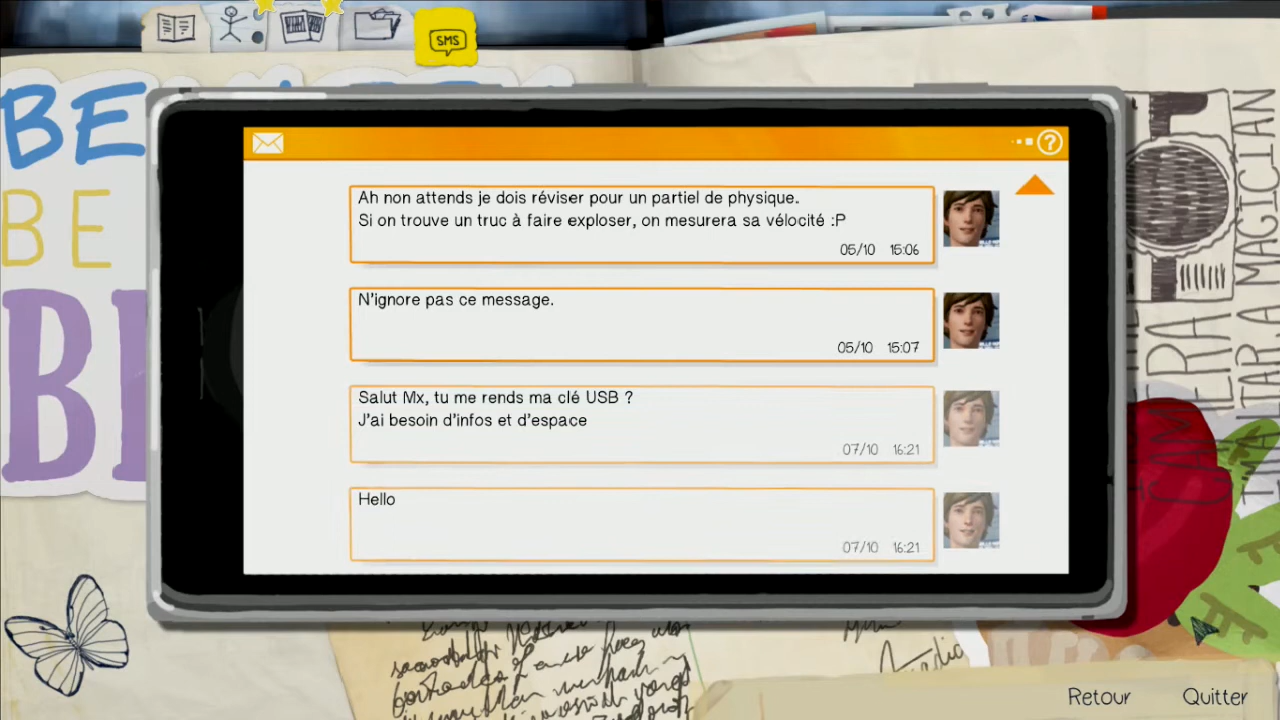 SMS
BE
BE
Ah non attends je dois réviser pour un partiel de physique.
Si on trouve un truc à faire exploser, on mesurera sa vélocité :P
05/10 15:06
N'ignore pas ce message.
05/10 15:07
Salut Mx, tu me rends ma clé USB ?
J'ai besoin d'infos et d'espace
07/10 16:21
Hello
07/10 16:21
?
MAGICIAN
Retour
Quitter